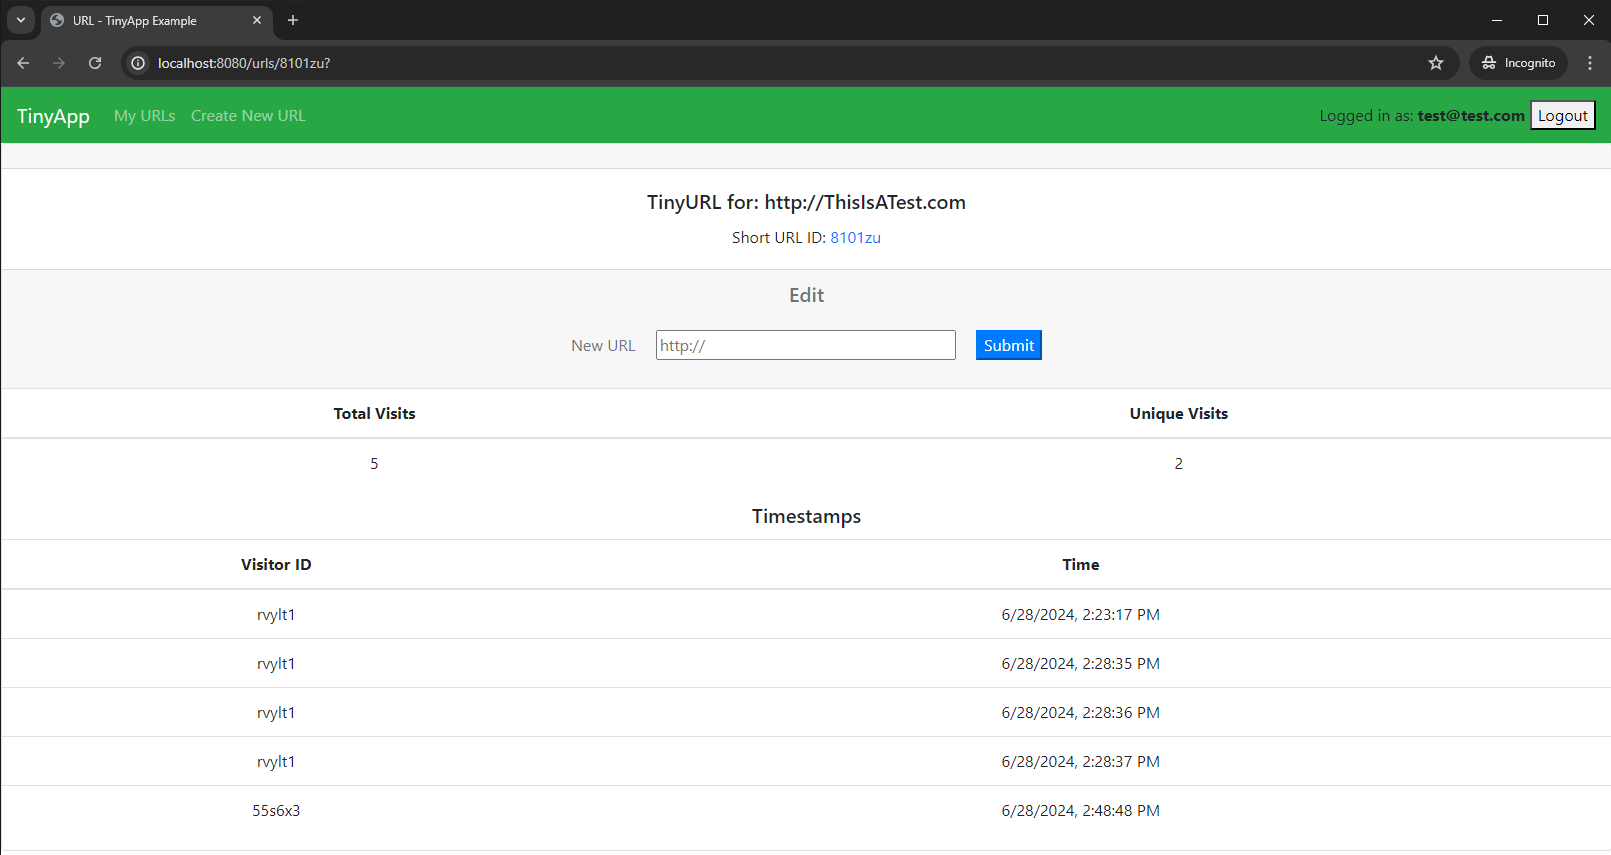 URL - TinyApp Example
localhost:8080/urls/8101zu?
Incognito
TinyApp My URLs Create New URL Logged in as: test@test.com Logout
TinyURL for: http://ThisIsATest.com
Short URL ID: 8101zu
Edit
New URL http:// Submit
Total Visits Unique Visits
5 2
Timestamps
Visitor ID Time
rvylt1 6/28/2024, 2:23:17 PM
rvylt1 6/28/2024, 2:28:35 PM
rvylt1 6/28/2024, 2:28:36 PM
rvylt1 6/28/2024, 2:28:37 PM
55s6x3 6/28/2024, 2:48:48 PM